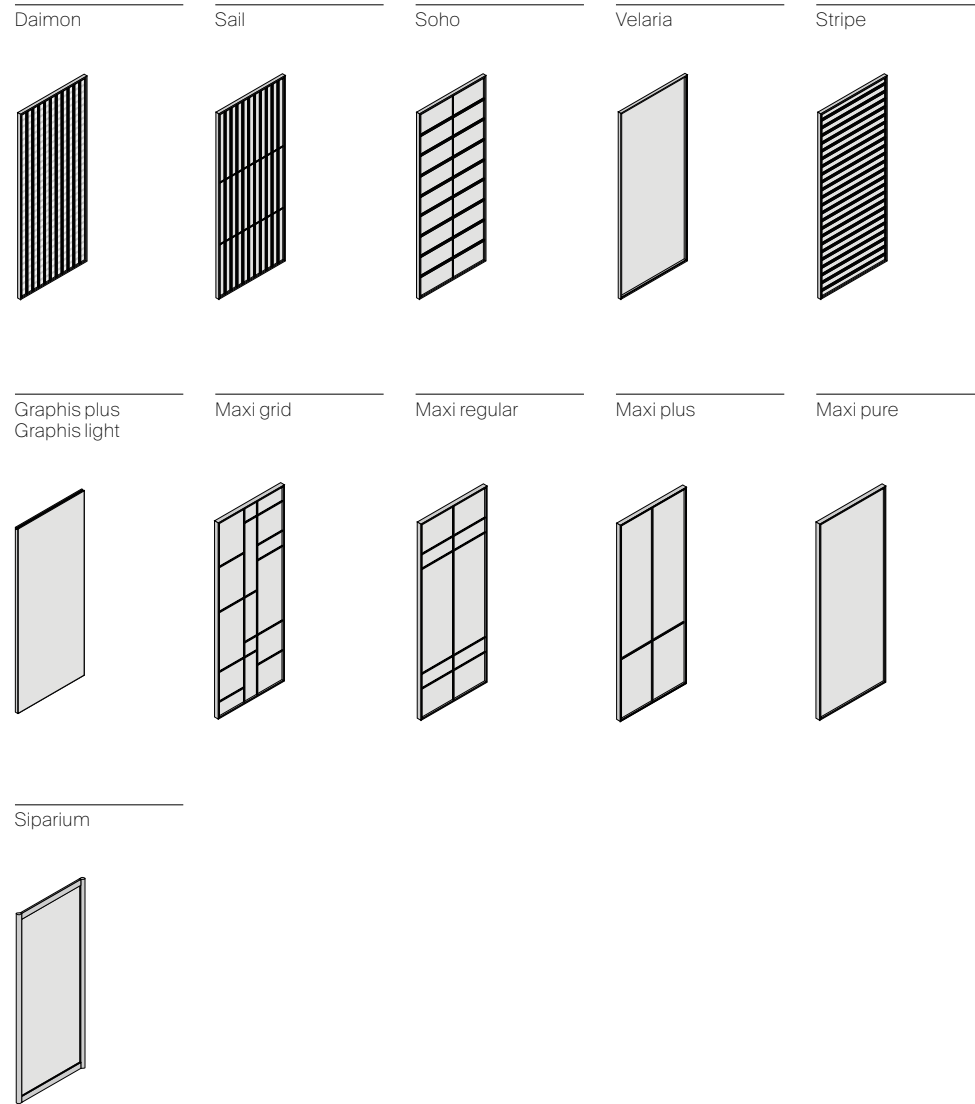 Daimon
Sail
Soho
Velaria
Stripe
Graphis plus
Graphis light
Maxi grid
Maxi regular
Maxi plus
Maxi pure
Siparium